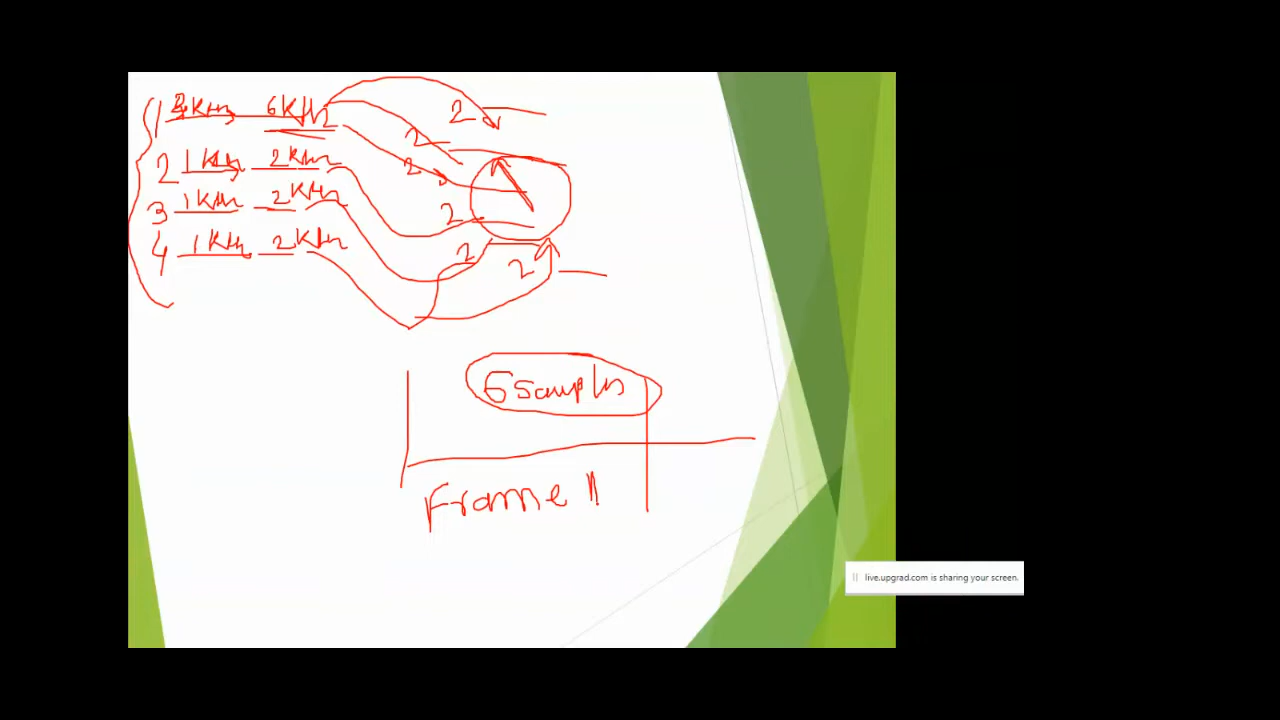 1 KHz 6KHz 2
2
2 1KHz 2KHz 2
3 1KHz 2KHz 2
4 1KHz 2KHz 2 2
6 samples
Frame 1
live.upgrad.com is sharing your screen.